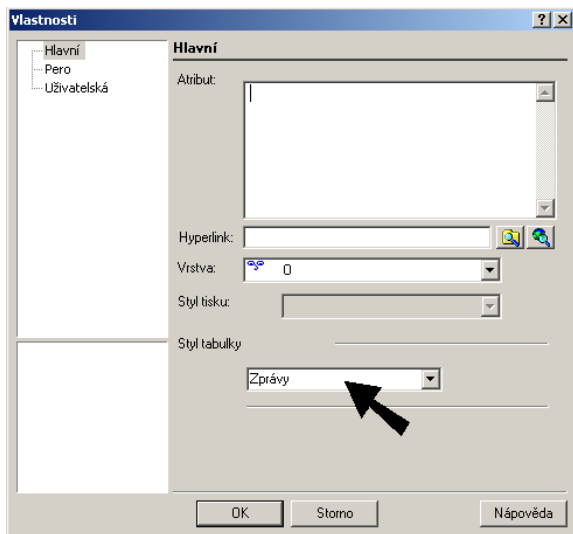 Vlastnosti
Hlavní
Pero
Uživatelská
Hlavní
Atribut:
Hyperlink:
Vrstva: 0
Styl tisku:
Styl tabulky
Zprávy
OK Storno Nápověda